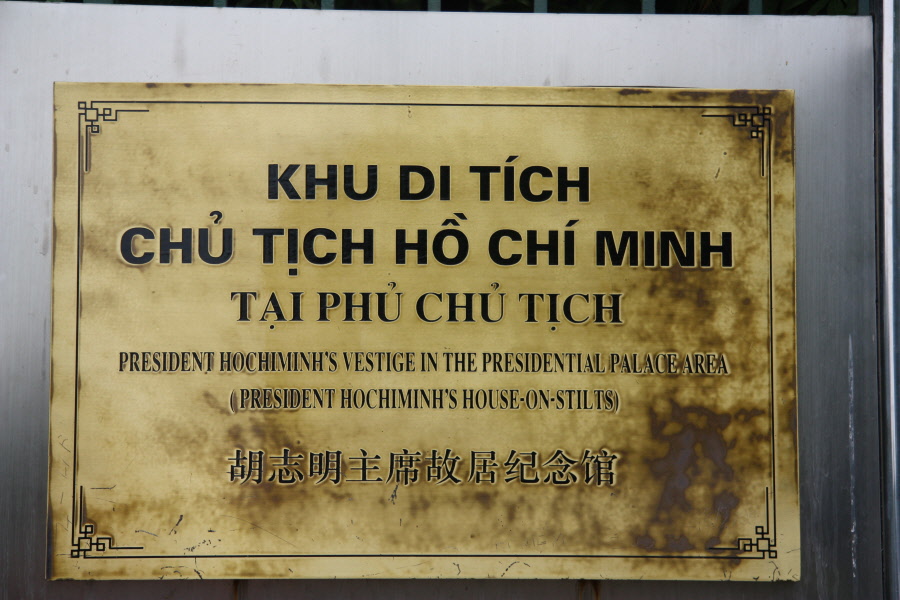 KHU DI TÍCH
CHỦ TỊCH HỒ CHÍ MINH
TẠI PHỦ CHỦ TỊCH
PRESIDENT HOCHIMINH'S VESTIGE IN THE PRESIDENTIAL PALACE AREA
( PRESIDENT HOCHIMINH'S HOUSE-ON-STILTS)
胡志明主席故居纪念馆